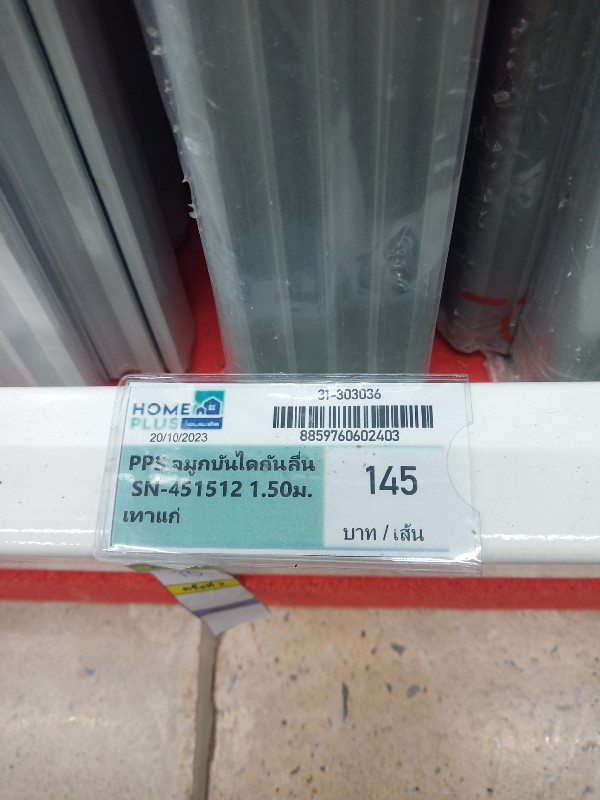 31-303036
HOME
PLUS
20/10/2023
8859760602403
PPS จมูกบันไดกันลื่น
SN-451512 1.50ม.
เทาแก่
145
บาท / เส้น